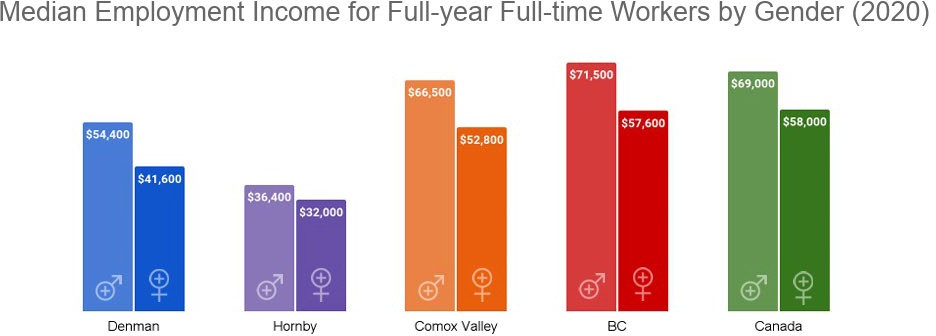 Median Employment Income for Full-year Full-time Workers by Gender (2020)
$54,400
$41,600
$36,400
$32,000
$66,500
$52,800
$71,500
$57,600
$69,000
$58,000
Denman
Hornby
Comox Valley
BC
Canada